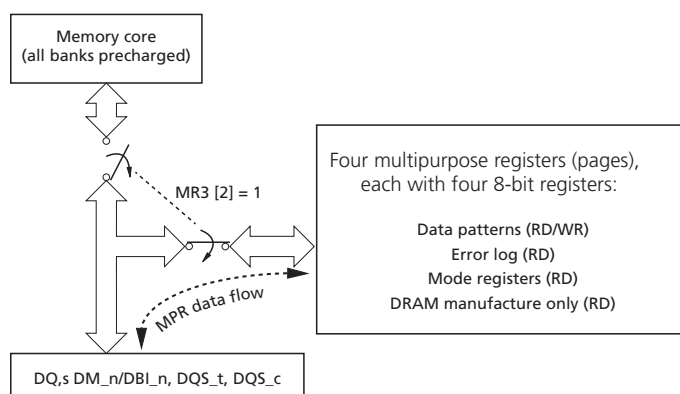 Memory core
(all banks precharged)
Four multipurpose registers (pages),
each with four 8-bit registers:
Data patterns (RD/WR)
Error log (RD)
Mode registers (RD)
DRAM manufacture only (RD)
MR3 [2] = 1
MPR data flow
DQ,s DM_n/DBI_n, DQS_t, DQS_c